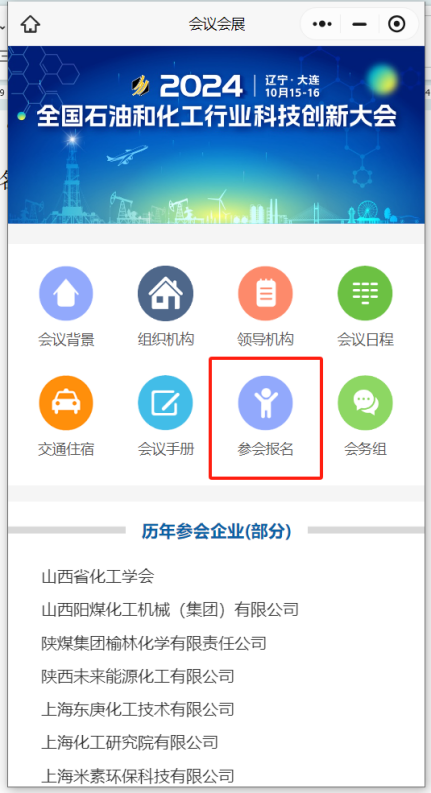 会议会展
2024
辽宁·大连
10月15-16
全国石油和化工行业科技创新大会
会议背景
组织机构
领导机构
会议日程
交通住宿
会议手册
参会报名
会务组
历年参会企业(部分)
山西省化工学会
山西阳煤化工机械（集团）有限公司
陕煤集团榆林化学有限责任公司
陕西未来能源化工有限公司
上海东庚化工技术有限公司
上海化工研究院有限公司
上海米素环保科技有限公司